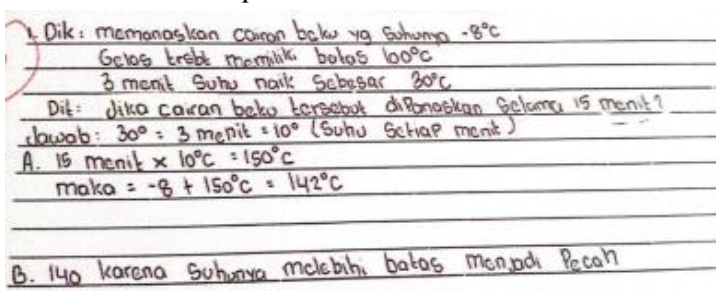 1. Dik : memanaskan cairan beku yg Suhunya -8°C
Gelas trsbt memiliki batas 100°C
3 menit Suhu naik Sebesar 30°C
Dit : Jika cairan beku tersebut diPanaskan Selama 15 menit?
Jawab : 30° : 3 menit = 10° (Suhu Setiap menit)
A. 15 menit x 10°C = 150°C
maka = -8 + 150°C = 142°C
B. 140 karena Suhunya melebihi batas menjadi Pecah